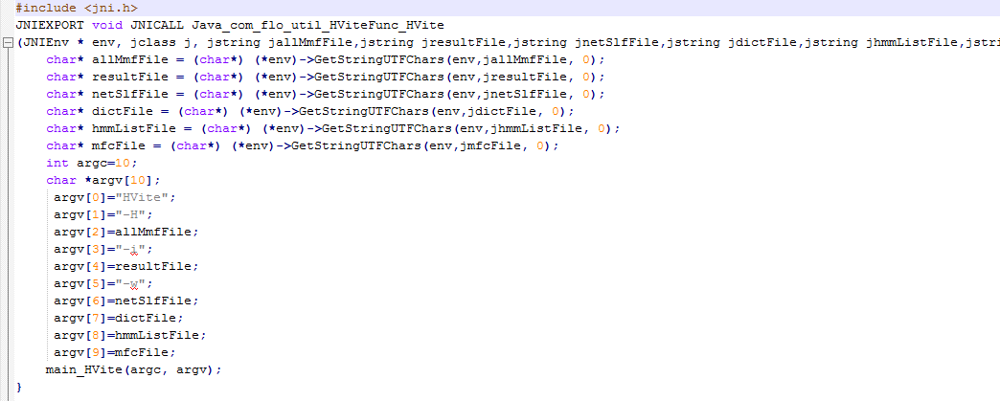 #include <jni.h>
JNIEXPORT void JNICALL Java_com_flo_util_HViteFunc_HVite
(JNIEnv * env, jclass j, jstring jallMmfFile,jstring jresultFile,jstring jnetSlfFile,jstring jdictFile,jstring jhmmListFile,jstri
char* allMmfFile = (char*) (*env)->GetStringUTFChars(env,jallMmfFile, 0);
char* resultFile = (char*) (*env)->GetStringUTFChars(env,jresultFile, 0);
char* netSlfFile = (char*) (*env)->GetStringUTFChars(env,jnetSlfFile, 0);
char* dictFile = (char*) (*env)->GetStringUTFChars(env,jdictFile, 0);
char* hmmListFile = (char*) (*env)->GetStringUTFChars(env,jhmmListFile, 0);
char* mfcFile = (char*) (*env)->GetStringUTFChars(env,jmfcFile, 0);
int argc=10;
char *argv[10];
argv[0]="HVite";
argv[1]="-H";
argv[2]=allMmfFile;
argv[3]="-i";
argv[4]=resultFile;
argv[5]="-w";
argv[6]=netSlfFile;
argv[7]=dictFile;
argv[8]=hmmListFile;
argv[9]=mfcFile;
main_HVite(argc, argv);
}